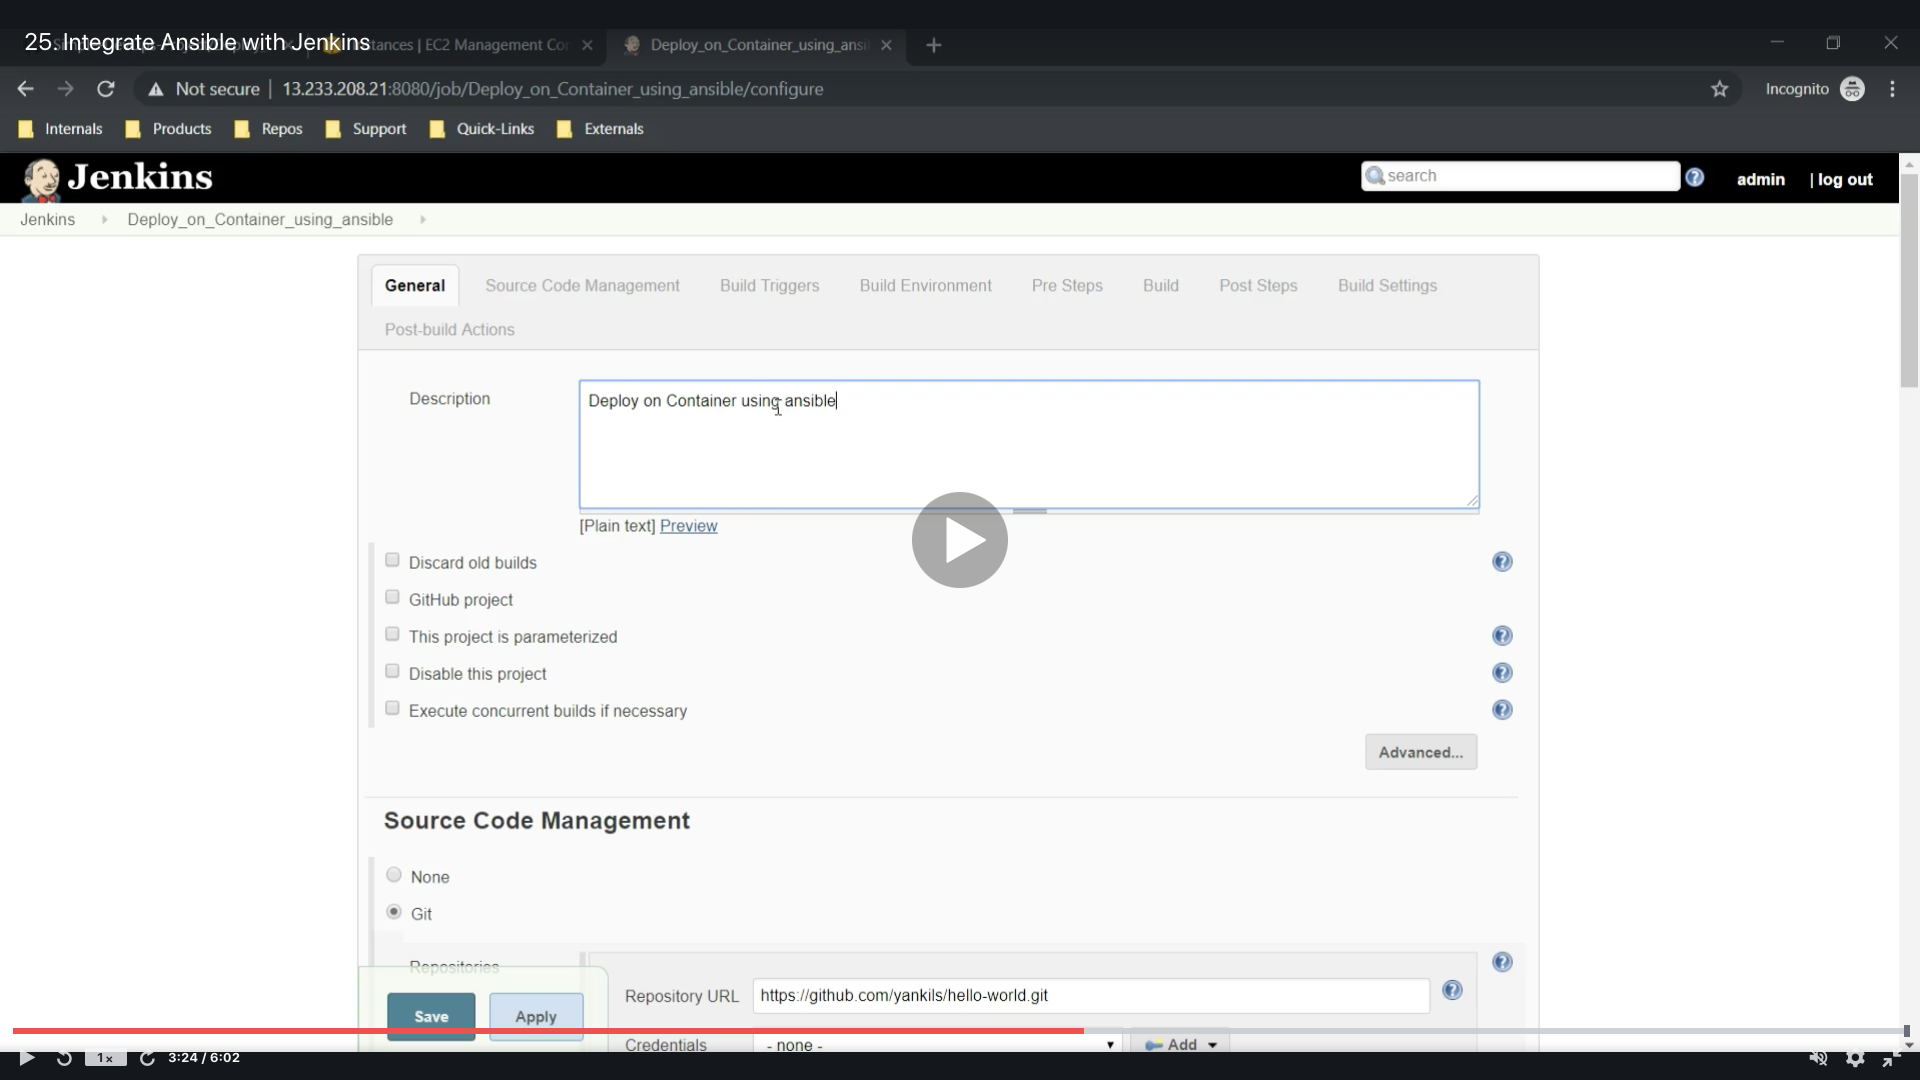 25. Integrate Ansible with Jenkins
Instances | EC2 Management Con
Deploy_on_Container_using_ansi
Not secure | 13.233.208.21:8080/job/Deploy_on_Container_using_ansible/configure
Incognito
Internals Products Repos Support Quick-Links Externals
Jenkins
search
admin | log out
Jenkins Deploy_on_Container_using_ansible
General Source Code Management Build Triggers Build Environment Pre Steps Build Post Steps Build Settings
Post-build Actions
Description
Deploy on Container using ansible
[Plain text] Preview
Discard old builds
GitHub project
This project is parameterized
Disable this project
Execute concurrent builds if necessary
Advanced...
Source Code Management
None
Git
Repositories
Repository URL https://github.com/yankils/hello-world.git
Save Apply
Credentials - none - Add
1x 3:24 / 6:02